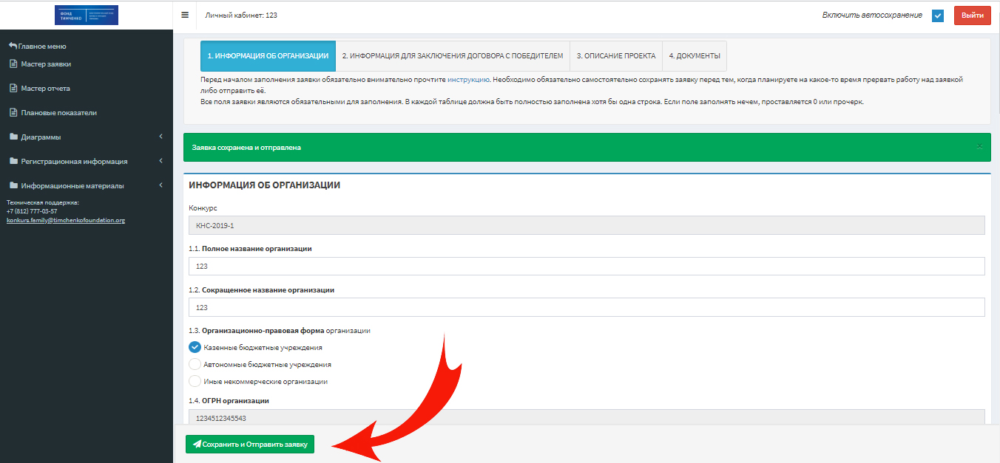 ФОНД
ТИМЧЕНКО
Личный кабинет: 123
Включить автосохранение
Выйти
Главное меню
Мастер заявки
Мастер отчета
Плановые показатели
Диаграммы
Регистрационная информация
Информационные материалы
Техническая поддержка:
+7 (812) 777-03-57
konkurs.family@timchenkofoundation.org
1. ИНФОРМАЦИЯ ОБ ОРГАНИЗАЦИИ
2. ИНФОРМАЦИЯ ДЛЯ ЗАКЛЮЧЕНИЯ ДОГОВОРА С ПОБЕДИТЕЛЕМ
3. ОПИСАНИЕ ПРОЕКТА
4. ДОКУМЕНТЫ
Перед началом заполнения заявки обязательно внимательно прочтите инструкцию. Необходимо обязательно самостоятельно сохранять заявку перед тем, когда планируете на какое-то время прервать работу над заявкой
либо отправить её.
Все поля заявки являются обязательными для заполнения. В каждой таблице должна быть полностью заполнена хотя бы одна строка. Если поле заполнять нечем, проставляется 0 или прочерк.
Заявка сохранена и отправлена
ИНФОРМАЦИЯ ОБ ОРГАНИЗАЦИИ
Конкурс
КНС-2019-1
1.1. Полное название организации
123
1.2. Сокращенное название организации
123
1.3. Организационно-правовая форма организации
Казенные бюджетные учреждения
Автономные бюджетные учреждения
Иные некоммерческие организации
1.4. ОГРН организации
1234512345543
Сохранить и Отправить заявку